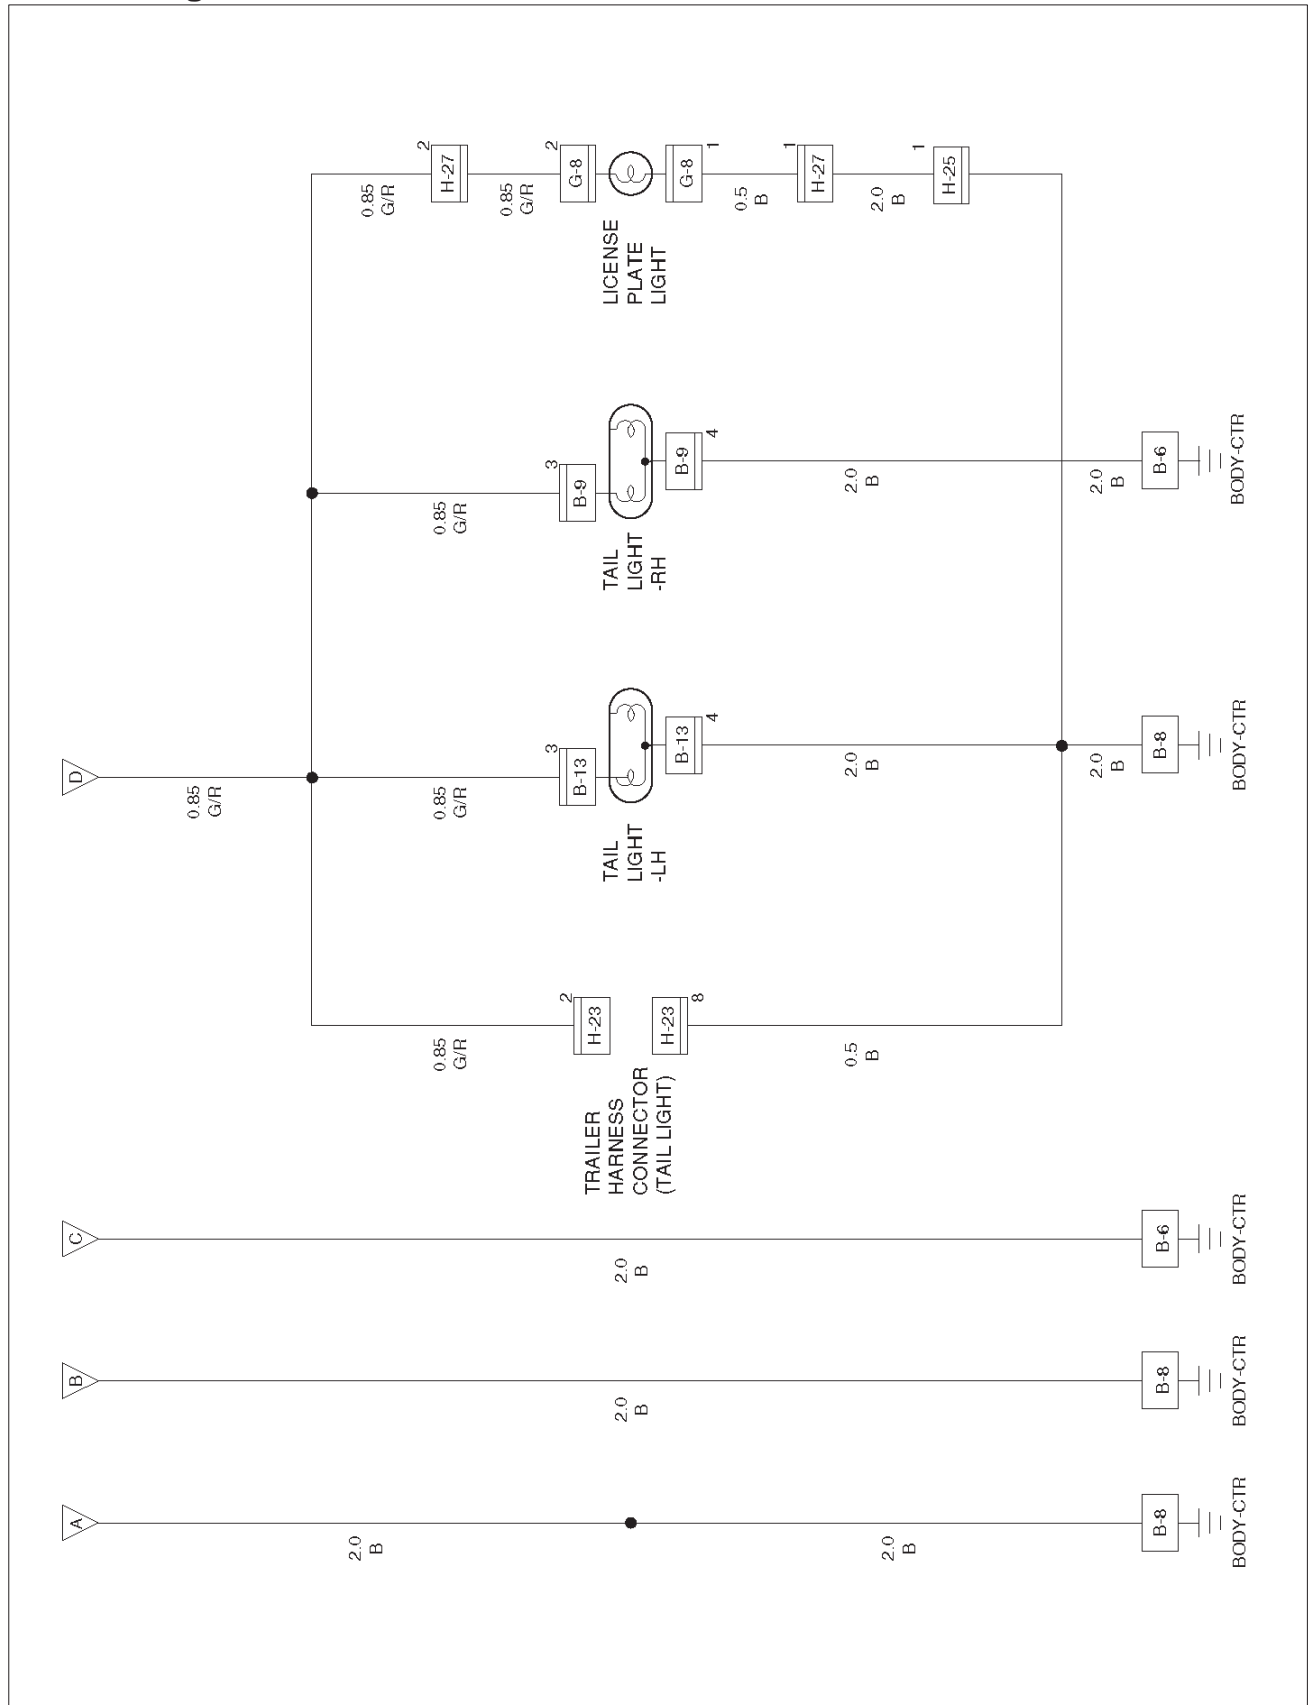 A
B
C
D
0.85
G/R
2.0
B
0.85
G/R
2
H-27
0.85
G/R
0.85
G/R
0.85
G/R
0.85
G/R
2
H-23
3
B-13
3
B-9
2
G-8
TRAILER
HARNESS
CONNECTOR
(TAIL LIGHT)
TAIL
LIGHT
-LH
TAIL
LIGHT
-RH
LICENSE
PLATE
LIGHT
2.0
B
2.0
B
H-23
8
B-13
4
B-9
4
G-8
1
0.5
B
1
H-27
2.0
B
0.5
B
2.0
B
2.0
B
2.0
B
1
H-25
2.0
B
2.0
B
B-8
B-8
B-6
B-8
B-6
BODY-CTR
BODY-CTR
BODY-CTR
BODY-CTR
BODY-CTR